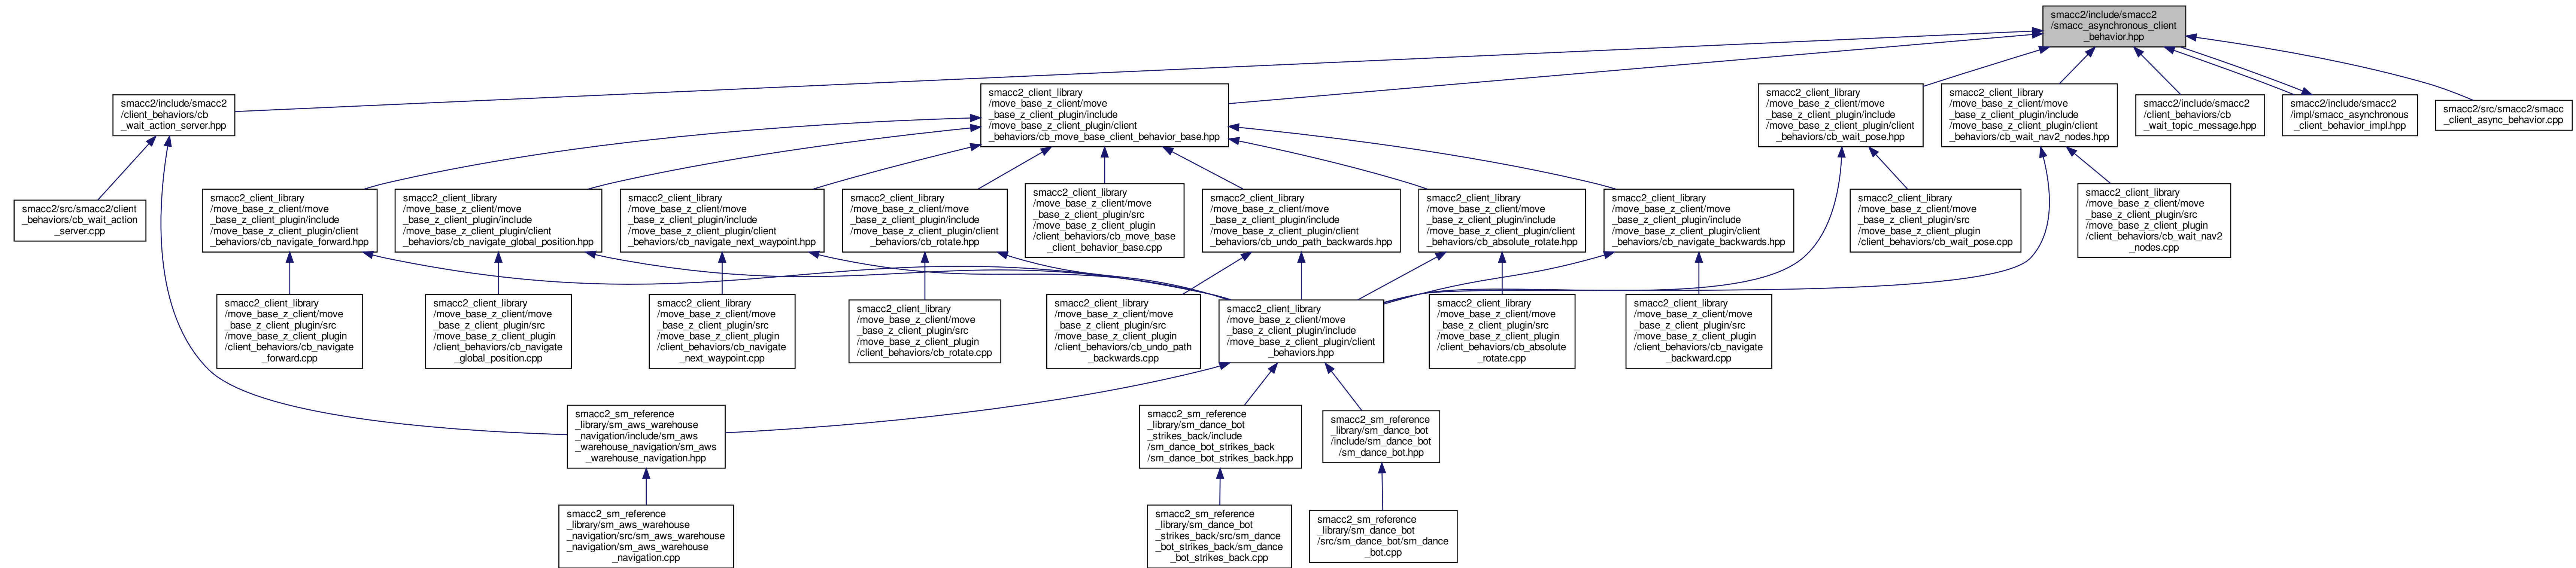 smacc2/include/smacc2
/smacc_asynchronous_client
_behavior.hpp
smacc2/include/smacc2
/client_behaviors/cb
_wait_action_server.hpp
smacc2_client_library
/move_base_z_client/move
_base_z_client_plugin/include
/move_base_z_client_plugin/client
_behaviors/cb_move_base_client_behavior_base.hpp
smacc2_client_library
/move_base_z_client/move
_base_z_client_plugin/include
/move_base_z_client_plugin/client
_behaviors/cb_wait_pose.hpp
smacc2_client_library
/move_base_z_client/move
_base_z_client_plugin/include
/move_base_z_client_plugin/client
_behaviors/cb_wait_nav2_nodes.hpp
smacc2/include/smacc2
/client_behaviors/cb
_wait_topic_message.hpp
smacc2/include/smacc2
/impl/smacc_asynchronous
_client_behavior_impl.hpp
smacc2/src/smacc2/smacc
_client_async_behavior.cpp
smacc2/src/smacc2/client
_behaviors/cb_wait_action
_server.cpp
smacc2_client_library
/move_base_z_client/move
_base_z_client_plugin/include
/move_base_z_client_plugin/client
_behaviors/cb_navigate_forward.hpp
smacc2_client_library
/move_base_z_client/move
_base_z_client_plugin/include
/move_base_z_client_plugin/client
_behaviors/cb_navigate_global_position.hpp
smacc2_client_library
/move_base_z_client/move
_base_z_client_plugin/include
/move_base_z_client_plugin/client
_behaviors/cb_navigate_next_waypoint.hpp
smacc2_client_library
/move_base_z_client/move
_base_z_client_plugin/include
/move_base_z_client_plugin/client
_behaviors/cb_rotate.hpp
smacc2_client_library
/move_base_z_client/move
_base_z_client_plugin/src
/move_base_z_client_plugin
/client_behaviors/cb_move_base
_client_behavior_base.cpp
smacc2_client_library
/move_base_z_client/move
_base_z_client_plugin/include
/move_base_z_client_plugin/client
_behaviors/cb_undo_path_backwards.hpp
smacc2_client_library
/move_base_z_client/move
_base_z_client_plugin/include
/move_base_z_client_plugin/client
_behaviors/cb_absolute_rotate.hpp
smacc2_client_library
/move_base_z_client/move
_base_z_client_plugin/include
/move_base_z_client_plugin/client
_behaviors/cb_navigate_backwards.hpp
smacc2_client_library
/move_base_z_client/move
_base_z_client_plugin/src
/move_base_z_client_plugin
/client_behaviors/cb_wait_pose.cpp
smacc2_client_library
/move_base_z_client/move
_base_z_client_plugin/src
/move_base_z_client_plugin
/client_behaviors/cb_wait_nav2
_nodes.cpp
smacc2_client_library
/move_base_z_client/move
_base_z_client_plugin/src
/move_base_z_client_plugin
/client_behaviors/cb_navigate
_forward.cpp
smacc2_client_library
/move_base_z_client/move
_base_z_client_plugin/src
/move_base_z_client_plugin
/client_behaviors/cb_navigate
_global_position.cpp
smacc2_client_library
/move_base_z_client/move
_base_z_client_plugin/src
/move_base_z_client_plugin
/client_behaviors/cb_navigate
_next_waypoint.cpp
smacc2_client_library
/move_base_z_client/move
_base_z_client_plugin/src
/move_base_z_client_plugin
/client_behaviors/cb_rotate.cpp
smacc2_client_library
/move_base_z_client/move
_base_z_client_plugin/src
/move_base_z_client_plugin
/client_behaviors/cb_undo_path
_backwards.cpp
smacc2_client_library
/move_base_z_client/move
_base_z_client_plugin/include
/move_base_z_client_plugin/client
_behaviors.hpp
smacc2_client_library
/move_base_z_client/move
_base_z_client_plugin/src
/move_base_z_client_plugin
/client_behaviors/cb_absolute
_rotate.cpp
smacc2_client_library
/move_base_z_client/move
_base_z_client_plugin/src
/move_base_z_client_plugin
/client_behaviors/cb_navigate
_backward.cpp
smacc2_sm_reference
_library/sm_aws_warehouse
_navigation/include/sm_aws
_warehouse_navigation/sm_aws
_warehouse_navigation.hpp
smacc2_sm_reference
_library/sm_dance_bot
_strikes_back/include
/sm_dance_bot_strikes_back
/sm_dance_bot_strikes_back.hpp
smacc2_sm_reference
_library/sm_dance_bot
/include/sm_dance_bot
/sm_dance_bot.hpp
smacc2_sm_reference
_library/sm_aws_warehouse
_navigation/src/sm_aws_warehouse
_navigation/sm_aws_warehouse
_navigation.cpp
smacc2_sm_reference
_library/sm_dance_bot
_strikes_back/src/sm_dance
_bot_strikes_back/sm_dance
_bot_strikes_back.cpp
smacc2_sm_reference
_library/sm_dance_bot
/src/sm_dance_bot/sm_dance
_bot.cpp